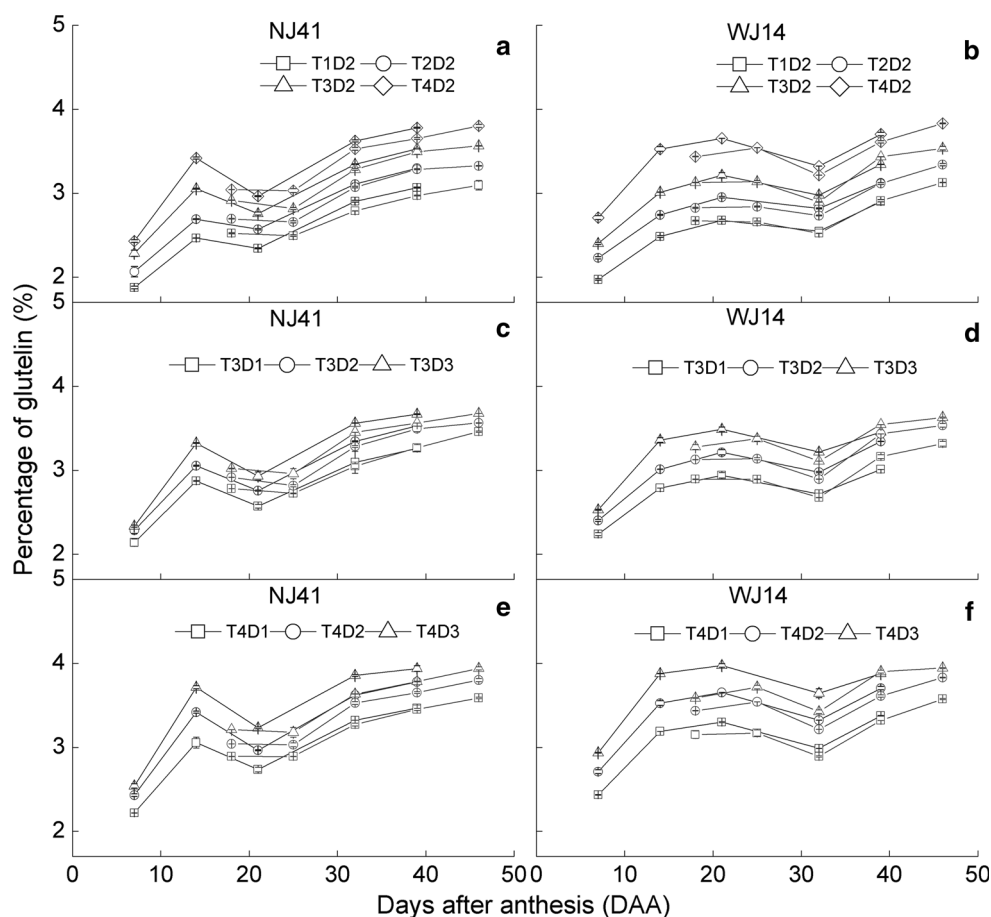 NJ41
a
T1D2
T2D2
T3D2
T4D2
WJ14
b
T1D2
T2D2
T3D2
T4D2
NJ41
c
T3D1
T3D2
T3D3
WJ14
d
T3D1
T3D2
T3D3
NJ41
e
T4D1
T4D2
T4D3
WJ14
f
T4D1
T4D2
T4D3
Percentage of glutelin (%)
5
4
3
2
5
4
3
2
5
4
3
2
0
10
20
30
40
50
0
10
20
30
40
50
Days after anthesis (DAA)